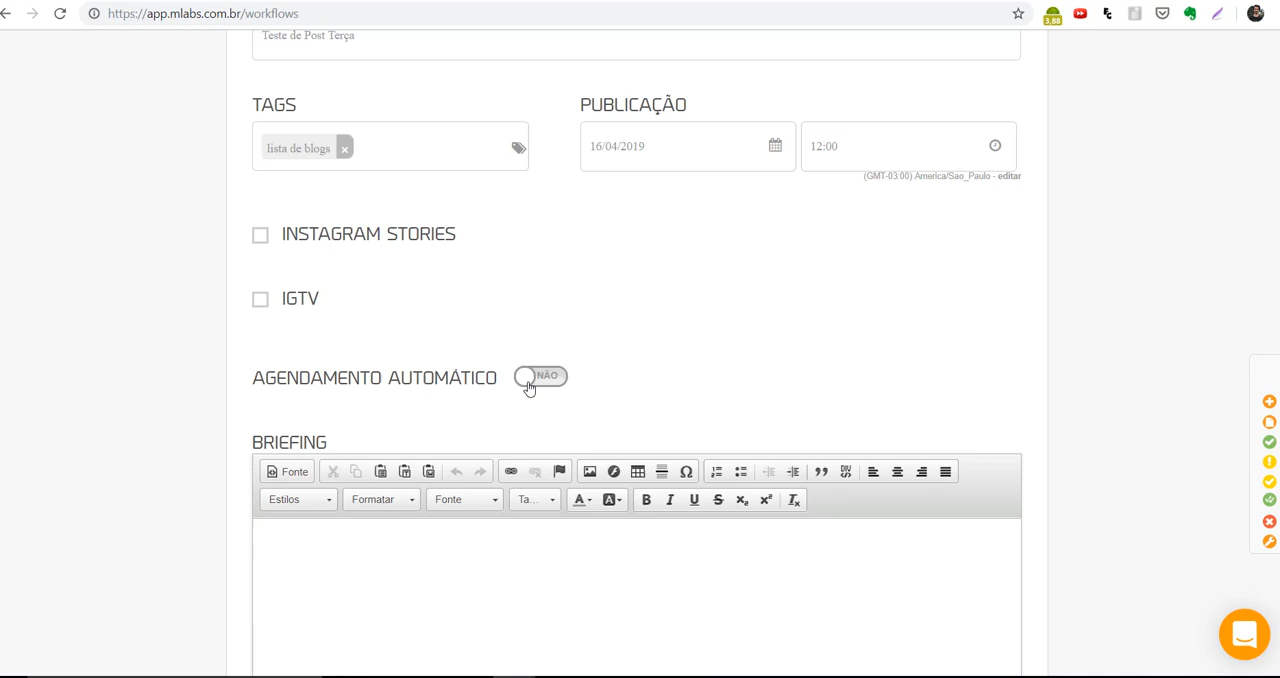 https://app.mlabs.com.br/workflows
3,88
Teste de Post Terça
TAGS
PUBLICAÇÃO
lista de blogs ×
16/04/2019
12:00
(GMT-03:00) America/Sao_Paulo - editar
INSTAGRAM STORIES
IGTV
AGENDAMENTO AUTOMÁTICO
NÃO
BRIEFING
Fonte
Estilos
Formatar
Fonte
Ta...